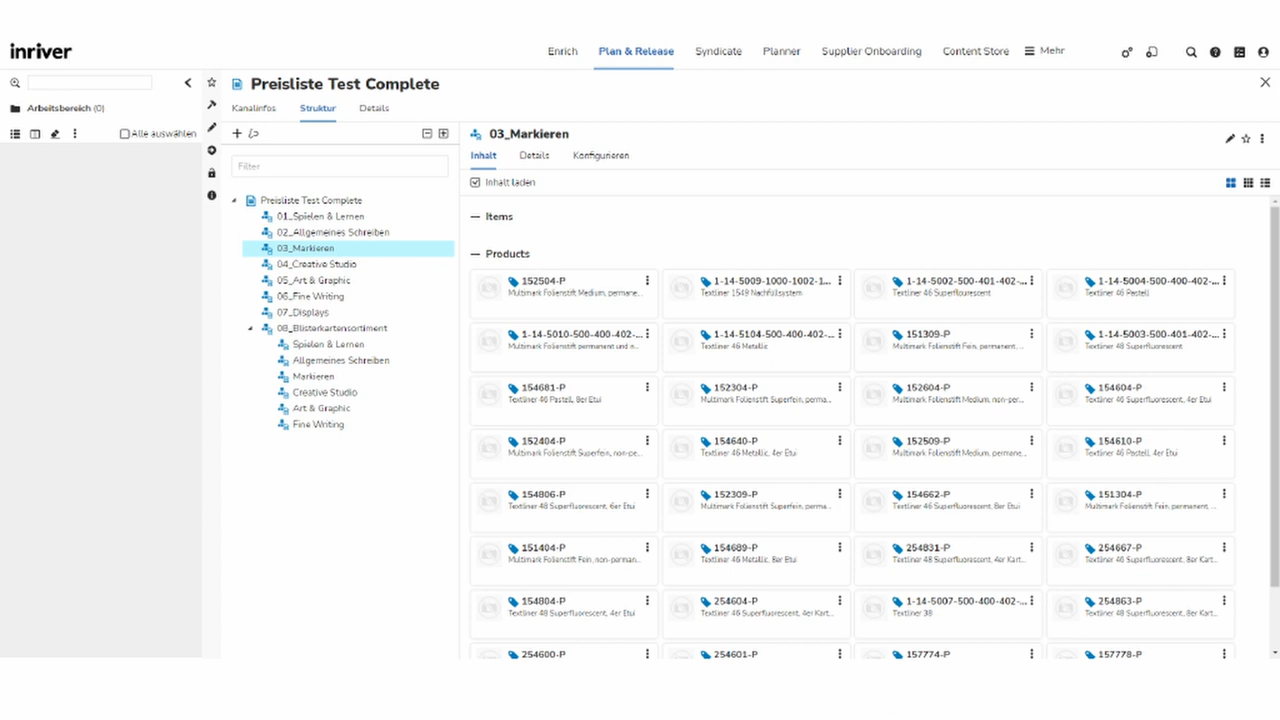 inriver
Enrich
Plan & Release
Syndicate
Planner
Supplier Onboarding
Content Store
Mehr
Preisliste Test Complete
Arbeitsbereich (0)
Kanalinfos
Struktur
Details
Alle auswählen
03_Markieren
Inhalt
Details
Konfigurieren
Filter
Inhalt laden
Preisliste Test Complete
01_Spielen & Lernen
02_Allgemeines Schreiben
03_Markieren
04_Creative Studio
05_Art & Graphic
06_Fine Writing
07_Displays
08_Blisterkartensortiment
Spielen & Lernen
Allgemeines Schreiben
Markieren
Creative Studio
Art & Graphic
Fine Writing
Items
Products
152504-P
Multimark Folienstift Medium, permane...
1-14-5009-1000-1002-1...
Textliner 1549 Nachfüllsystem
1-14-5002-500-401-402-...
Textliner 46 Superfluorescent
1-14-5004-500-400-402-...
Textliner 46 Pastell
1-14-5010-500-400-402-...
Multimark Folienstift permanent und n...
1-14-5104-500-400-402-...
Textliner 46 Metallic
151309-P
Multimark Folienstift Fein, permanent, ...
1-14-5003-500-401-402-...
Textliner 48 Superfluorescent
154681-P
Textliner 46 Pastell, 8er Etui
152304-P
Multimark Folienstift Superfein, perma...
152604-P
Multimark Folienstift Medium, non-per...
154604-P
Textliner 46 Superfluorescent, 4er Etui
152404-P
Multimark Folienstift Superfein, non-pe...
154640-P
Textliner 46 Metallic, 4er Etui
152509-P
Multimark Folienstift Medium, permane...
154610-P
Textliner 46 Pastell, 4er Etui
154806-P
Textliner 48 Superfluorescent, 6er Etui
152309-P
Multimark Folienstift Superfein, perma...
154662-P
Textliner 46 Superfluorescent, 8er Etui
151304-P
Multimark Folienstift Fein, permanent, ...
151404-P
Multimark Folienstift Fein, non-perman...
154689-P
Textliner 46 Metallic, 8er Etui
254831-P
Textliner 48 Superfluorescent, 4er Kart...
254667-P
Textliner 46 Superfluorescent, 8er Kart...
154804-P
Textliner 48 Superfluorescent, 4er Etui
254604-P
Textliner 46 Superfluorescent, 4er Kart...
1-14-5007-500-400-402-...
Textliner 38
254863-P
Textliner 48 Superfluorescent, 8er Kart...
254600-P
254601-P
157774-P
157778-P